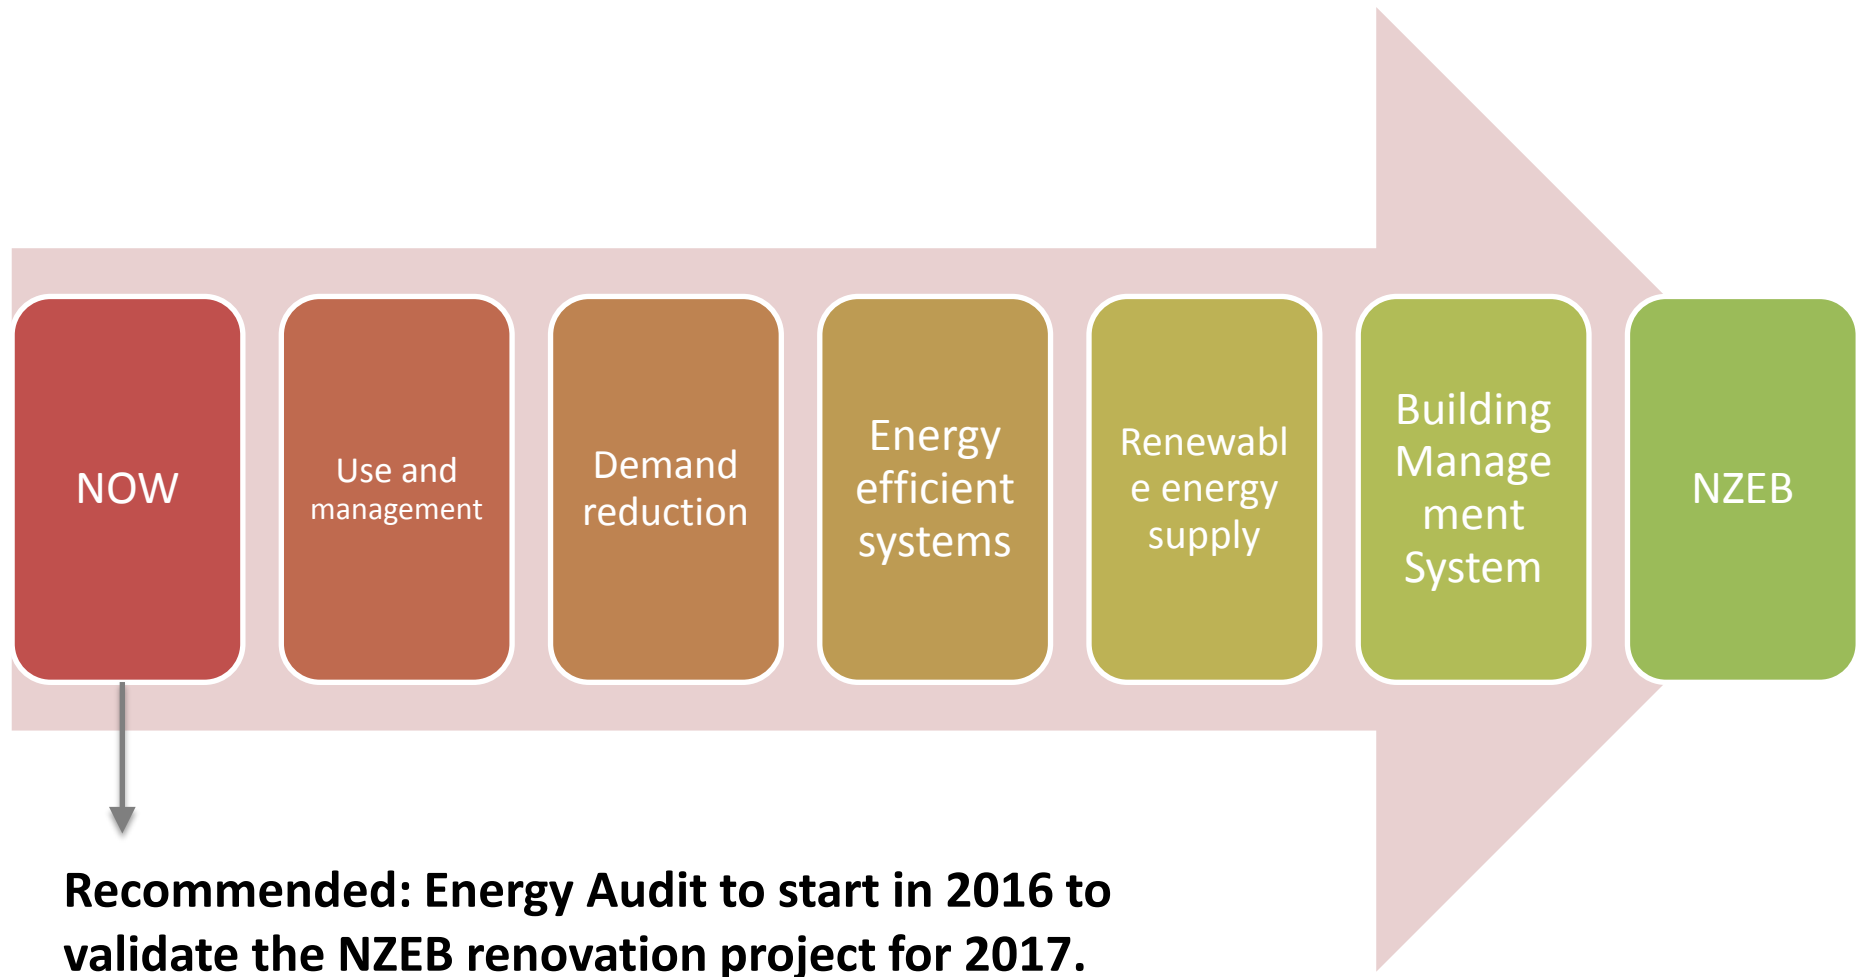 NOW
Use and
management
Demand
reduction
Energy
efficient
systems
Renewabl
e energy
supply
Building
Manage
ment
System
NZEB
Recommended: Energy Audit to start in 2016 to
validate the NZEB renovation project for 2017.